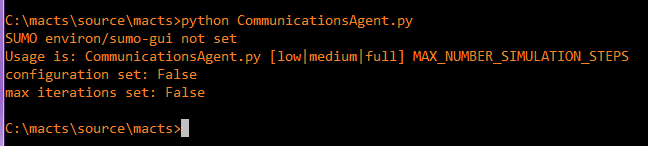 C:\macts\source\macts>python CommunicationsAgent.py
SUMO environ/sumo-gui not set
Usage is: CommunicationsAgent.py [low|medium|full] MAX_NUMBER_SIMULATION_STEPS
configuration set: False
max iterations set: False
C:\macts\source\macts>